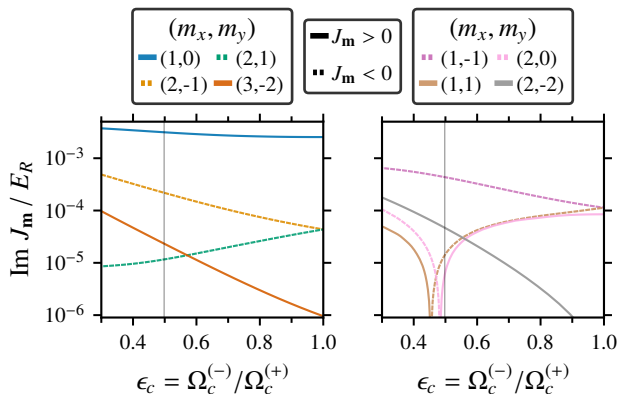 (m_x, m_y)
(1,0) (2,1)
(2,-1) (3,-2)
J_m > 0
J_m < 0
(m_x, m_y)
(1,-1) (2,0)
(1,1) (2,-2)
Im J_m / E_R
10^{-3}
10^{-4}
10^{-5}
10^{-6}
0.4 0.6 0.8 1.0
0.4 0.6 0.8 1.0
ϵ_c = Ω_c^{(-)}/Ω_c^{(+)}
ϵ_c = Ω_c^{(-)}/Ω_c^{(+)}